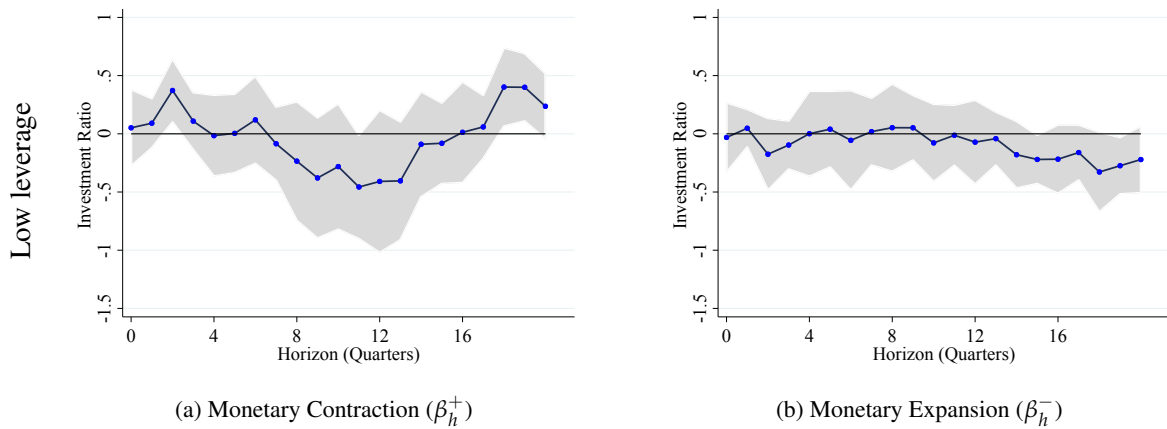 Low leverage
Investment Ratio
1
.5
0
-.5
-1
-1.5
0 4 8 12 16
Horizon (Quarters)
(a) Monetary Contraction (β_h^+)
Investment Ratio
1
.5
0
-.5
-1
-1.5
0 4 8 12 16
Horizon (Quarters)
(b) Monetary Expansion (β_h^-)